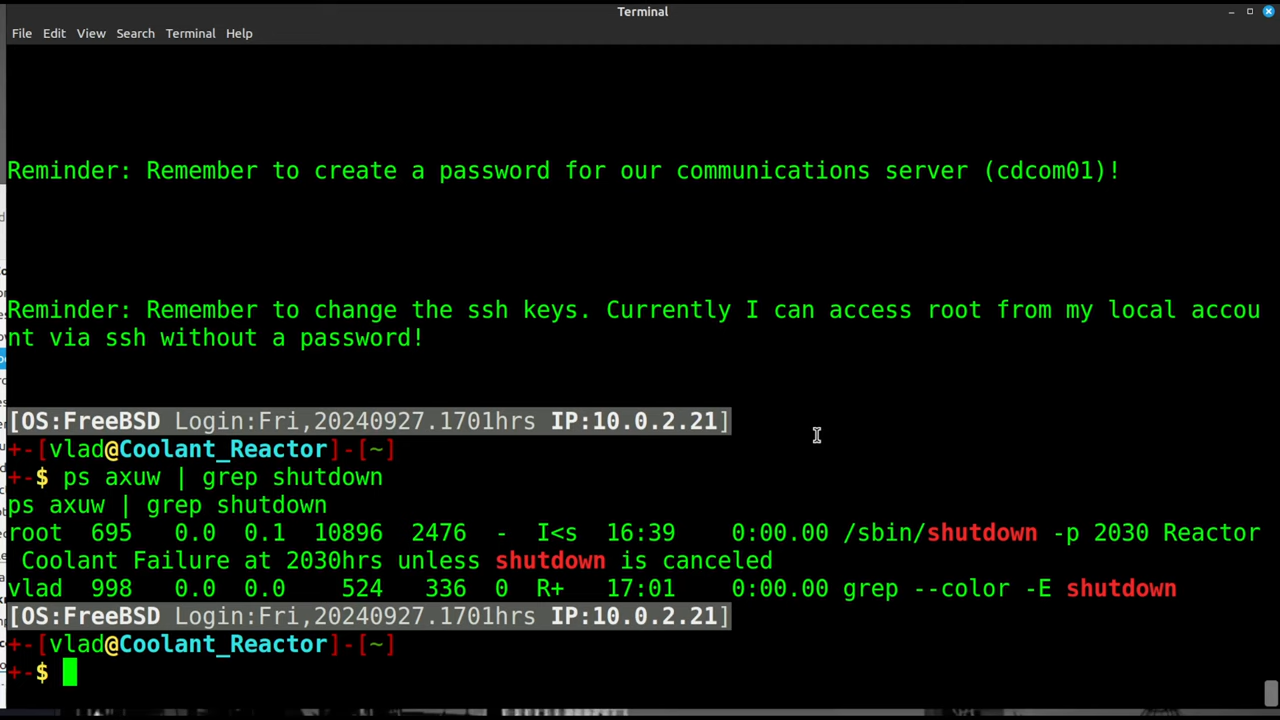 Terminal
File Edit View Search Terminal Help
Reminder: Remember to create a password for our communications server (cdcom01)!
Reminder: Remember to change the ssh keys. Currently I can access root from my local accou
nt via ssh without a password!
[OS:FreeBSD Login:Fri,20240927.1701hrs IP:10.0.2.21]
+-[vlad@Coolant_Reactor]-[~]
+-$ ps axuw | grep shutdown
ps axuw | grep shutdown
root 695 0.0 0.1 10896 2476 - I<s 16:39 0:00.00 /sbin/shutdown -p 2030 Reactor
Coolant Failure at 2030hrs unless shutdown is canceled
vlad 998 0.0 0.0 524 336 0 R+ 17:01 0:00.00 grep --color -E shutdown
[OS:FreeBSD Login:Fri,20240927.1701hrs IP:10.0.2.21]
+-[vlad@Coolant_Reactor]-[~]
+-$